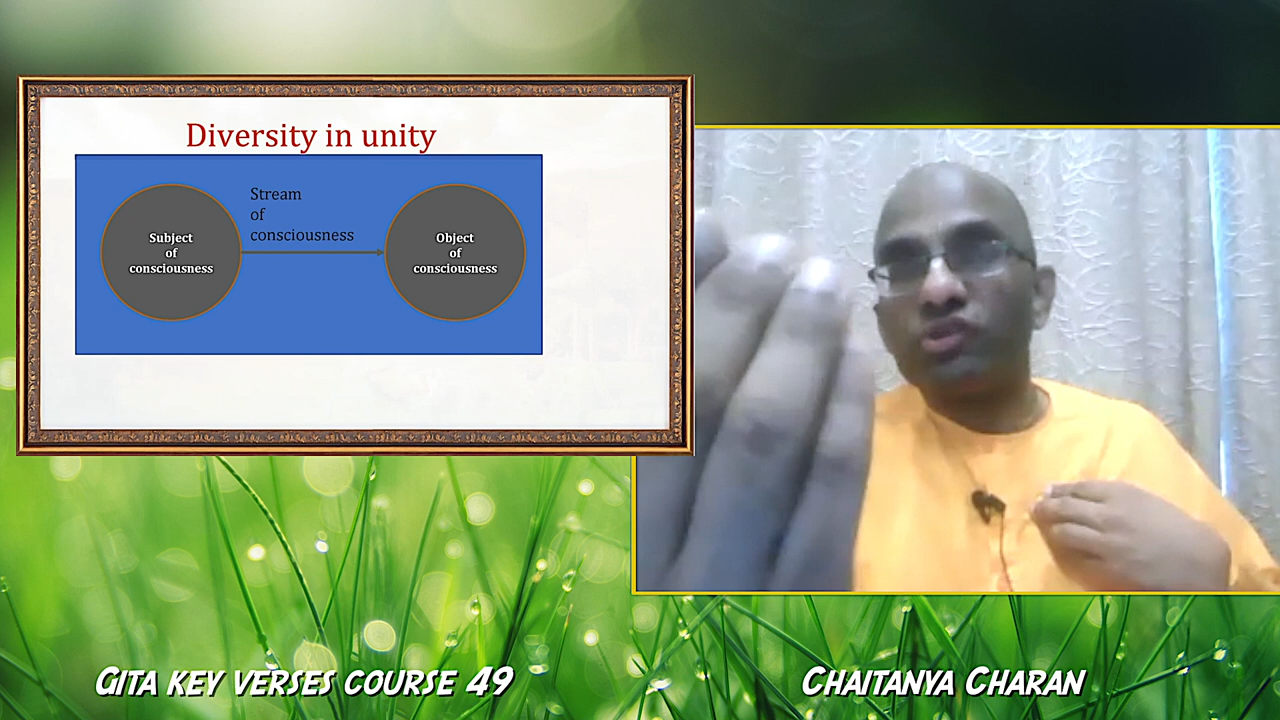 Diversity in unity
Stream
of
consciousness
Subject
of
consciousness
Object
of
consciousness
GITA KEY VERSES COURSE 49
CHAITANYA CHARAN